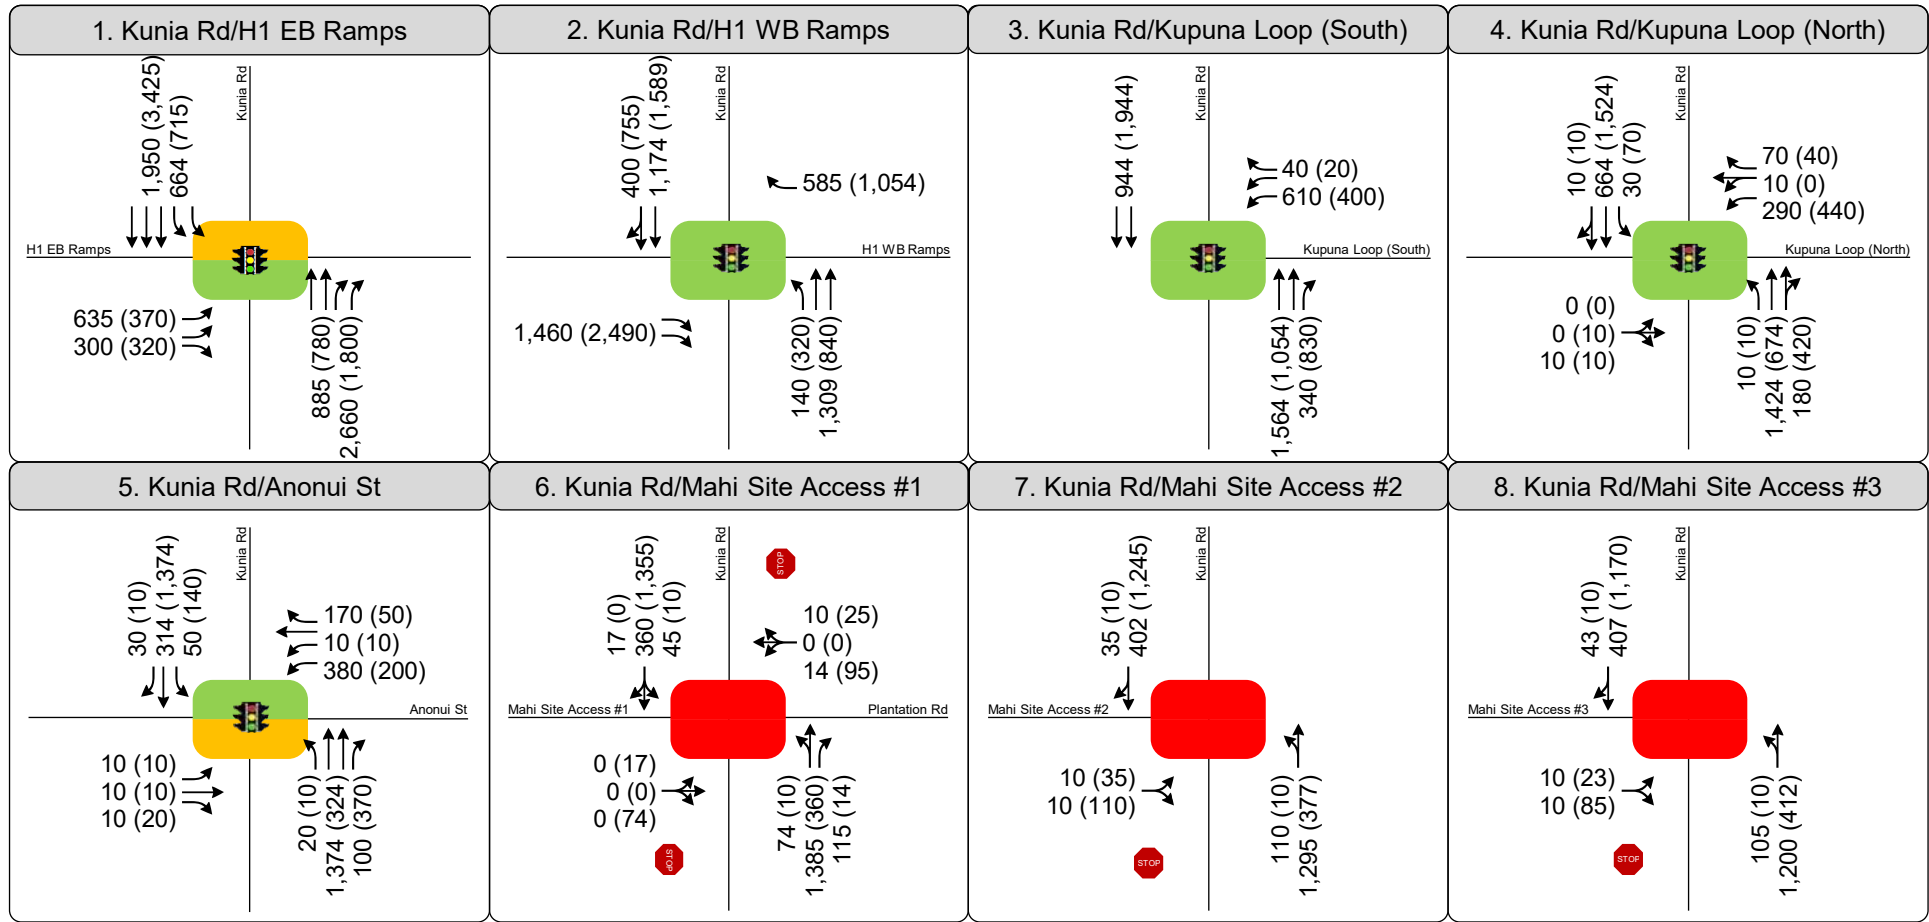 1. Kunia Rd/H1 EB Ramps
1,950 (3,425)
664 (715)
Kunia Rd
H1 EB Ramps
635 (370)
300 (320)
885 (780)
2,660 (1,800)
2. Kunia Rd/H1 WB Ramps
400 (755)
1,174 (1,589)
Kunia Rd
585 (1,054)
H1 WB Ramps
1,460 (2,490)
140 (320)
1,309 (840)
3. Kunia Rd/Kupuna Loop (South)
944 (1,944)
Kunia Rd
40 (20)
610 (400)
Kupuna Loop (South)
1,564 (1,054)
340 (830)
4. Kunia Rd/Kupuna Loop (North)
10 (10)
664 (1,524)
30 (70)
Kunia Rd
70 (40)
10 (0)
290 (440)
Kupuna Loop (North)
0 (0)
0 (10)
10 (10)
10 (10)
1,424 (674)
180 (420)
5. Kunia Rd/Anonui St
30 (10)
314 (1,374)
50 (140)
Kunia Rd
170 (50)
10 (10)
380 (200)
Anonui St
10 (10)
10 (10)
10 (20)
20 (10)
1,374 (324)
100 (370)
6. Kunia Rd/Mahi Site Access #1
17 (0)
360 (1,355)
45 (10)
Kunia Rd
STOP
10 (25)
0 (0)
14 (95)
Mahi Site Access #1
Plantation Rd
0 (17)
0 (0)
0 (74)
STOP
74 (10)
1,385 (360)
115 (14)
7. Kunia Rd/Mahi Site Access #2
35 (10)
402 (1,245)
Kunia Rd
Mahi Site Access #2
10 (35)
10 (110)
STOP
110 (10)
1,295 (377)
8. Kunia Rd/Mahi Site Access #3
43 (10)
407 (1,170)
Kunia Rd
Mahi Site Access #3
10 (23)
10 (85)
STOP
105 (10)
1,200 (412)